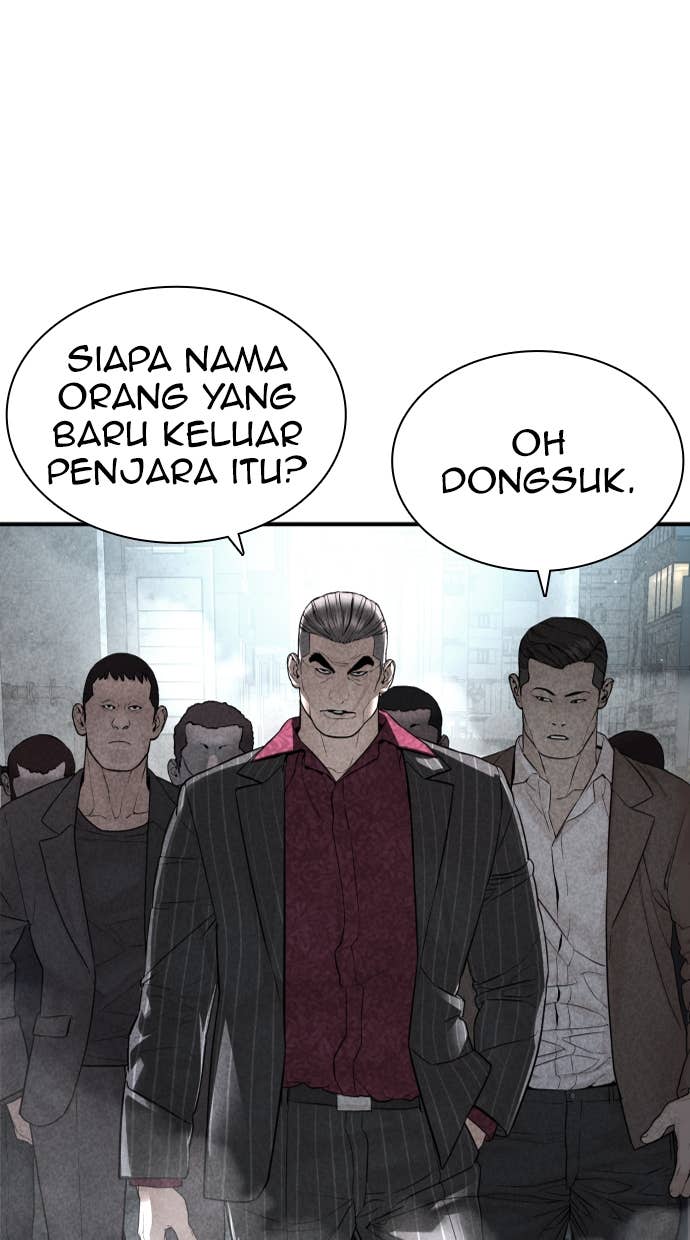 SIAPA NAMA
ORANG YANG
BARU KELUAR
PENJARA ITU?
OH
DONGSUK.